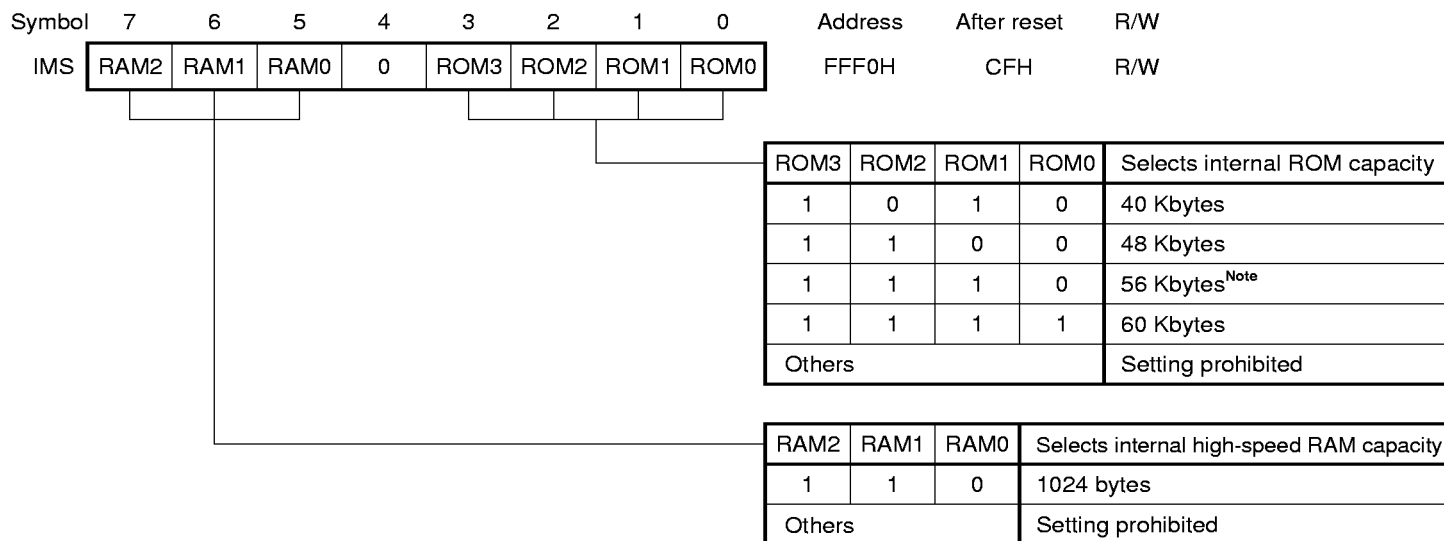 Symbol 7 6 5 4 3 2 1 0 Address After reset R/W
IMS RAM2 RAM1 RAM0 0 ROM3 ROM2 ROM1 ROM0 FFF0H CFH R/W
ROM3 ROM2 ROM1 ROM0 Selects internal ROM capacity
1 0 1 0 40 Kbytes
1 1 0 0 48 Kbytes
1 1 1 0 56 Kbytes Note
1 1 1 1 60 Kbytes
Others Setting prohibited
RAM2 RAM1 RAM0 Selects internal high-speed RAM capacity
1 1 0 1024 bytes
Others Setting prohibited